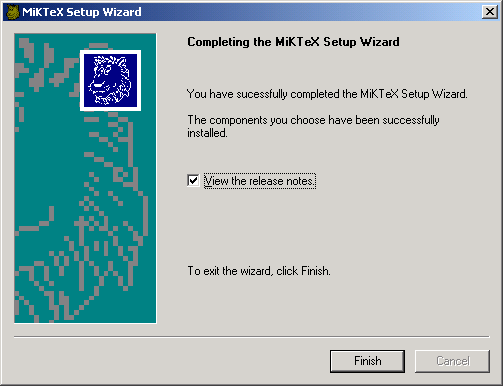 MiKTeX Setup Wizard
Completing the MiKTeX Setup Wizard
You have sucessfully completed the MiKTeX Setup Wizard.
The components you choose have been successfully
installed.
View the release notes.
To exit the wizard, click Finish.
Finish
Cancel